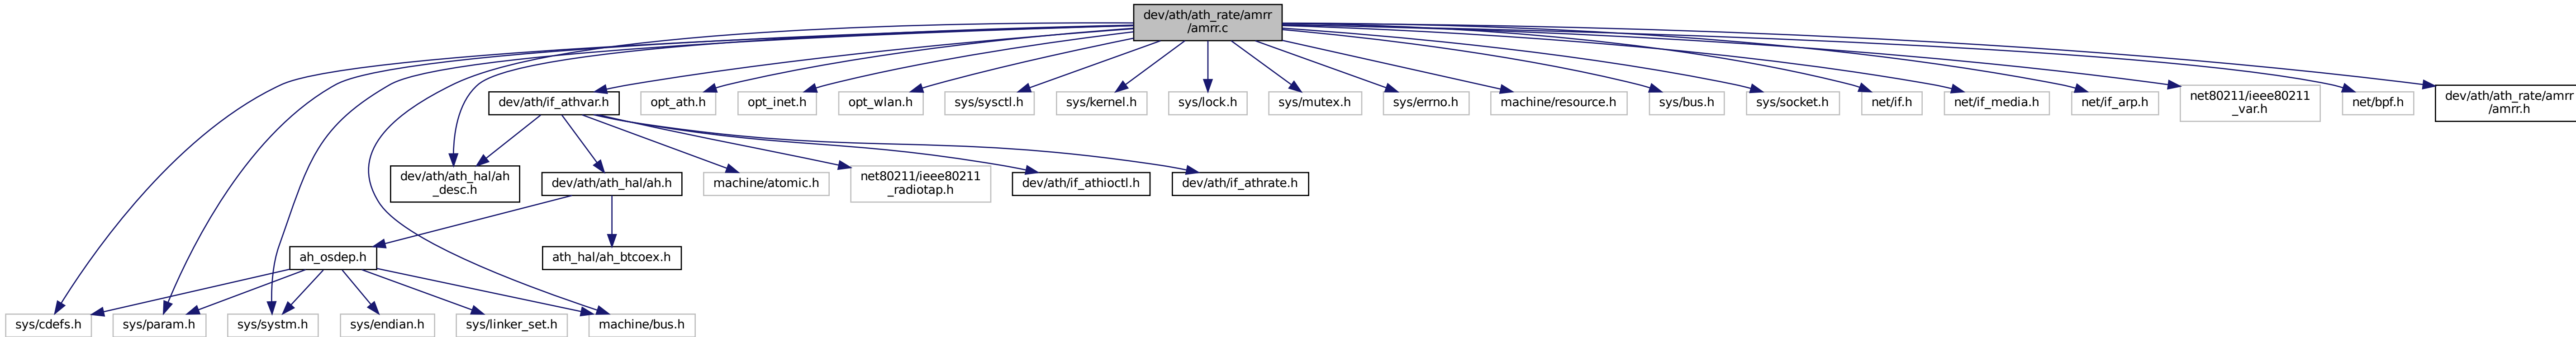 dev/ath/ath_rate/amrr
/amrr.c
dev/ath/if_athvar.h
opt_ath.h
opt_inet.h
opt_wlan.h
sys/sysctl.h
sys/kernel.h
sys/lock.h
sys/mutex.h
sys/errno.h
machine/resource.h
sys/bus.h
sys/socket.h
net/if.h
net/if_media.h
net/if_arp.h
net80211/ieee80211
_var.h
net/bpf.h
dev/ath/ath_rate/amrr
/amrr.h
dev/ath/ath_hal/ah
_desc.h
dev/ath/ath_hal/ah.h
machine/atomic.h
net80211/ieee80211
_radiotap.h
dev/ath/if_athioctl.h
dev/ath/if_athrate.h
ah_osdep.h
ath_hal/ah_btcoex.h
sys/cdefs.h
sys/param.h
sys/systm.h
sys/endian.h
sys/linker_set.h
machine/bus.h